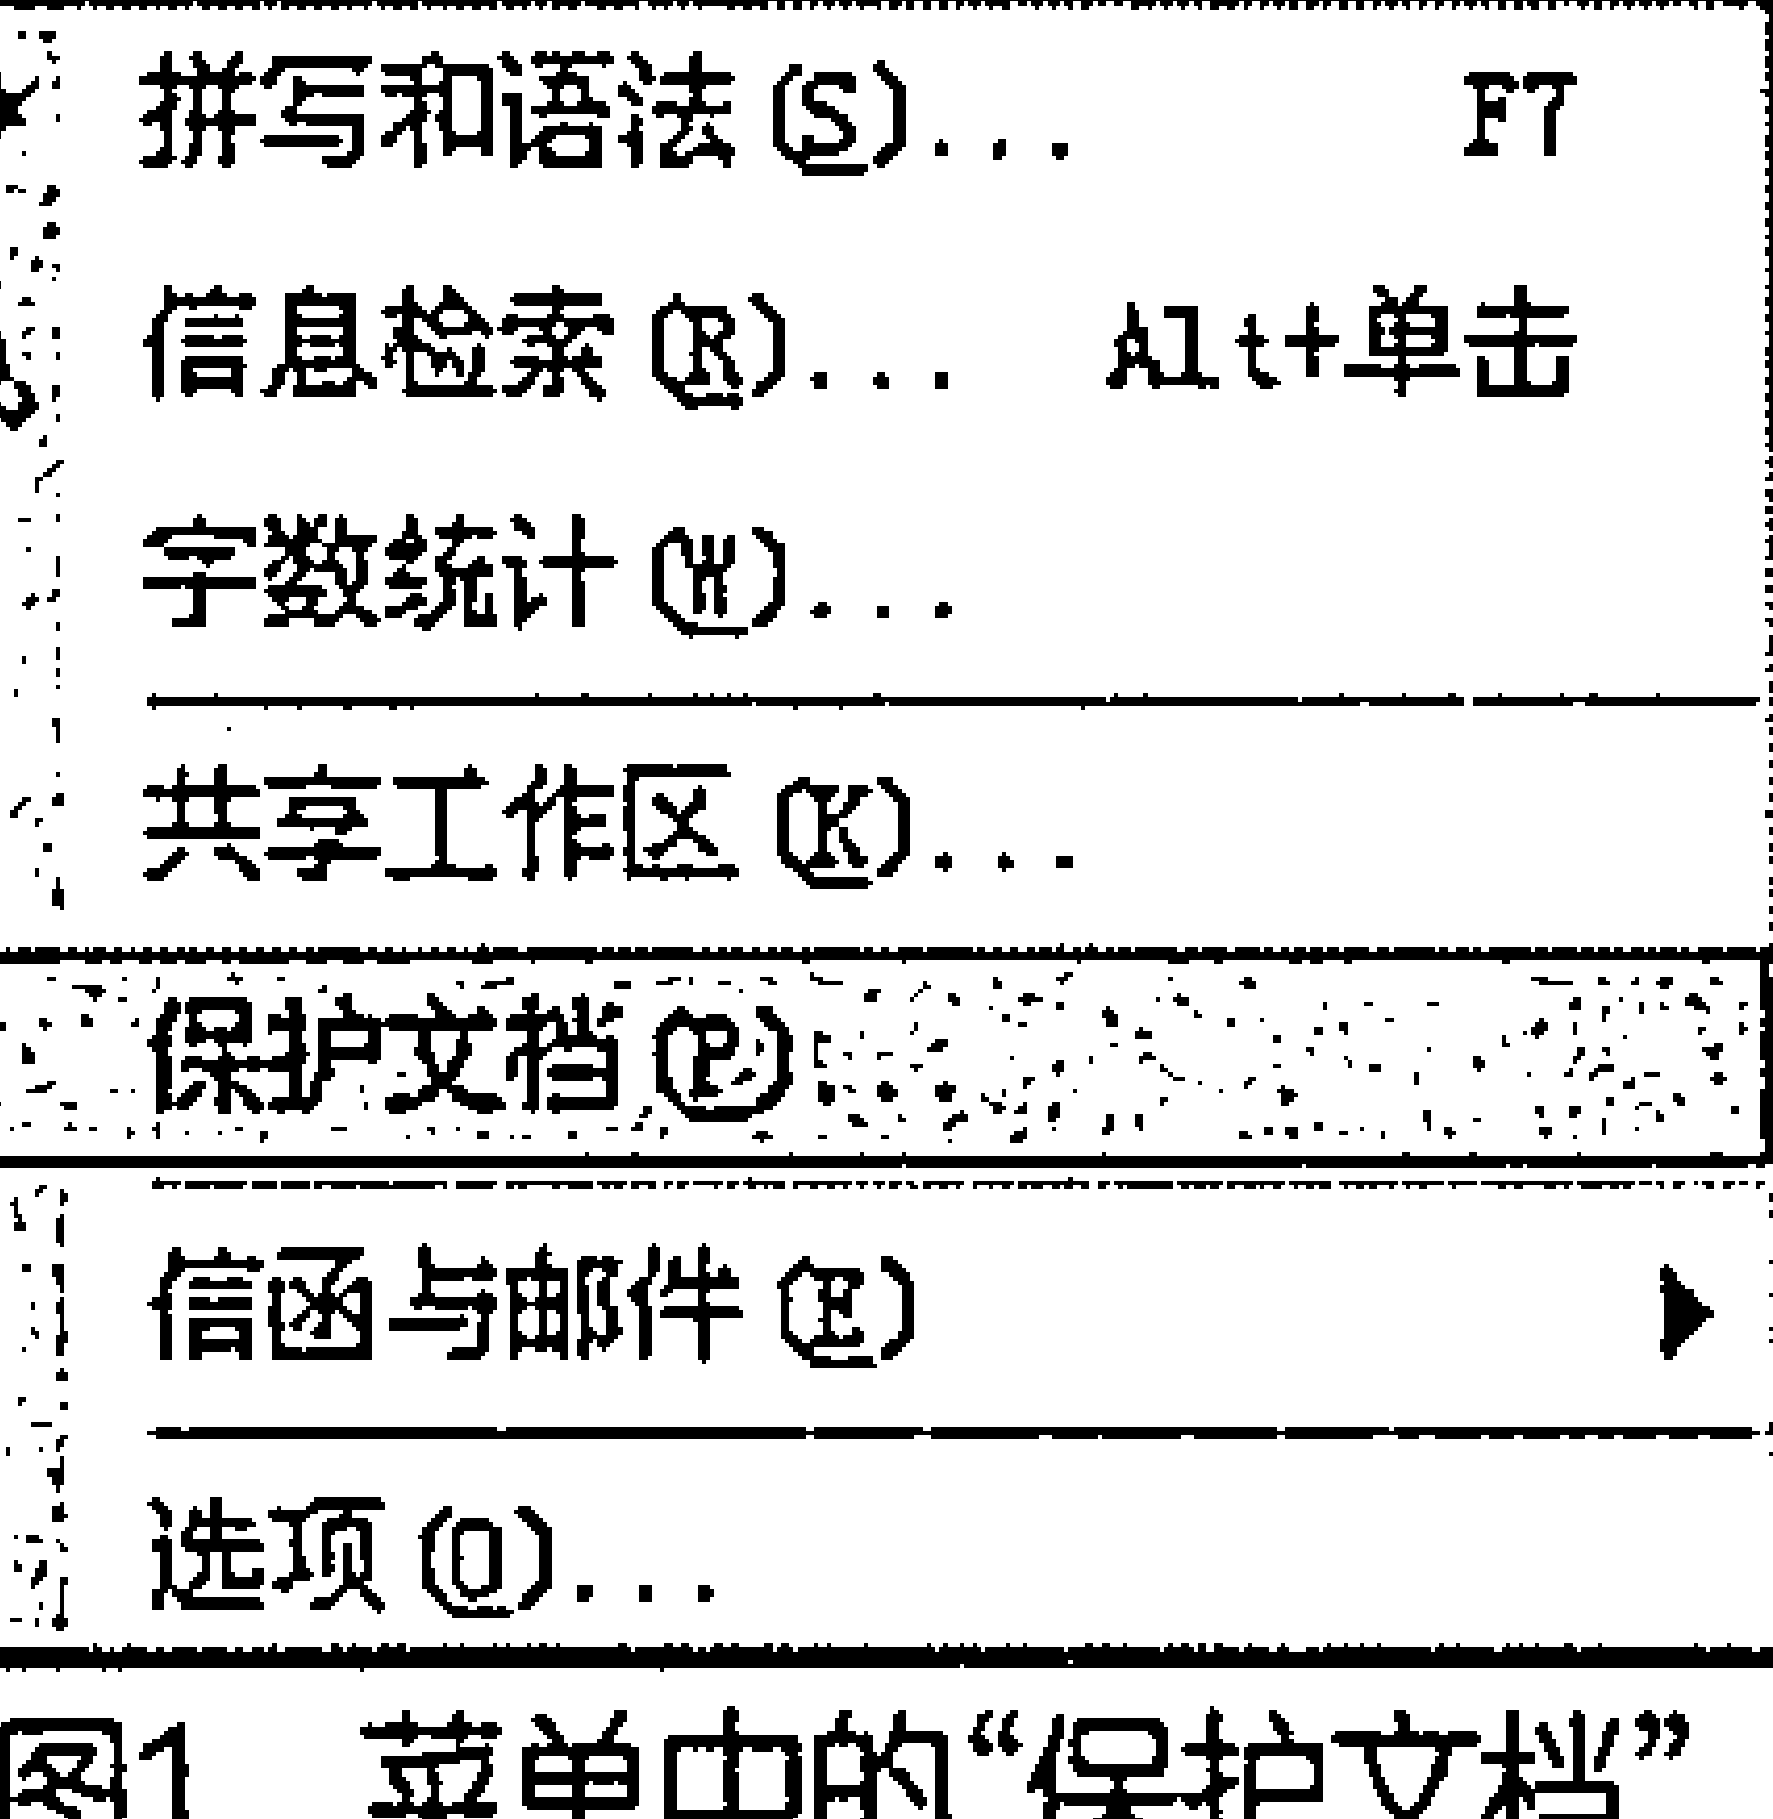 拼写和语法(S)... F7
信息检索(R)... Alt+单击
字数统计(W)...
共享工作区(K)...
保护文档(P)...
信函与邮件(E)
选项(O)...
图1 菜单中的“保护文档”